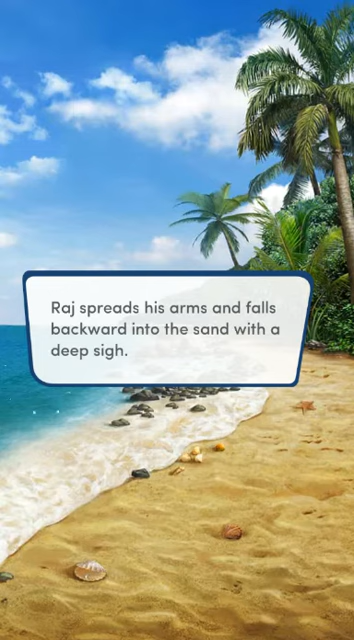 Raj spreads his arms and falls
backward into the sand with a
deep sigh.